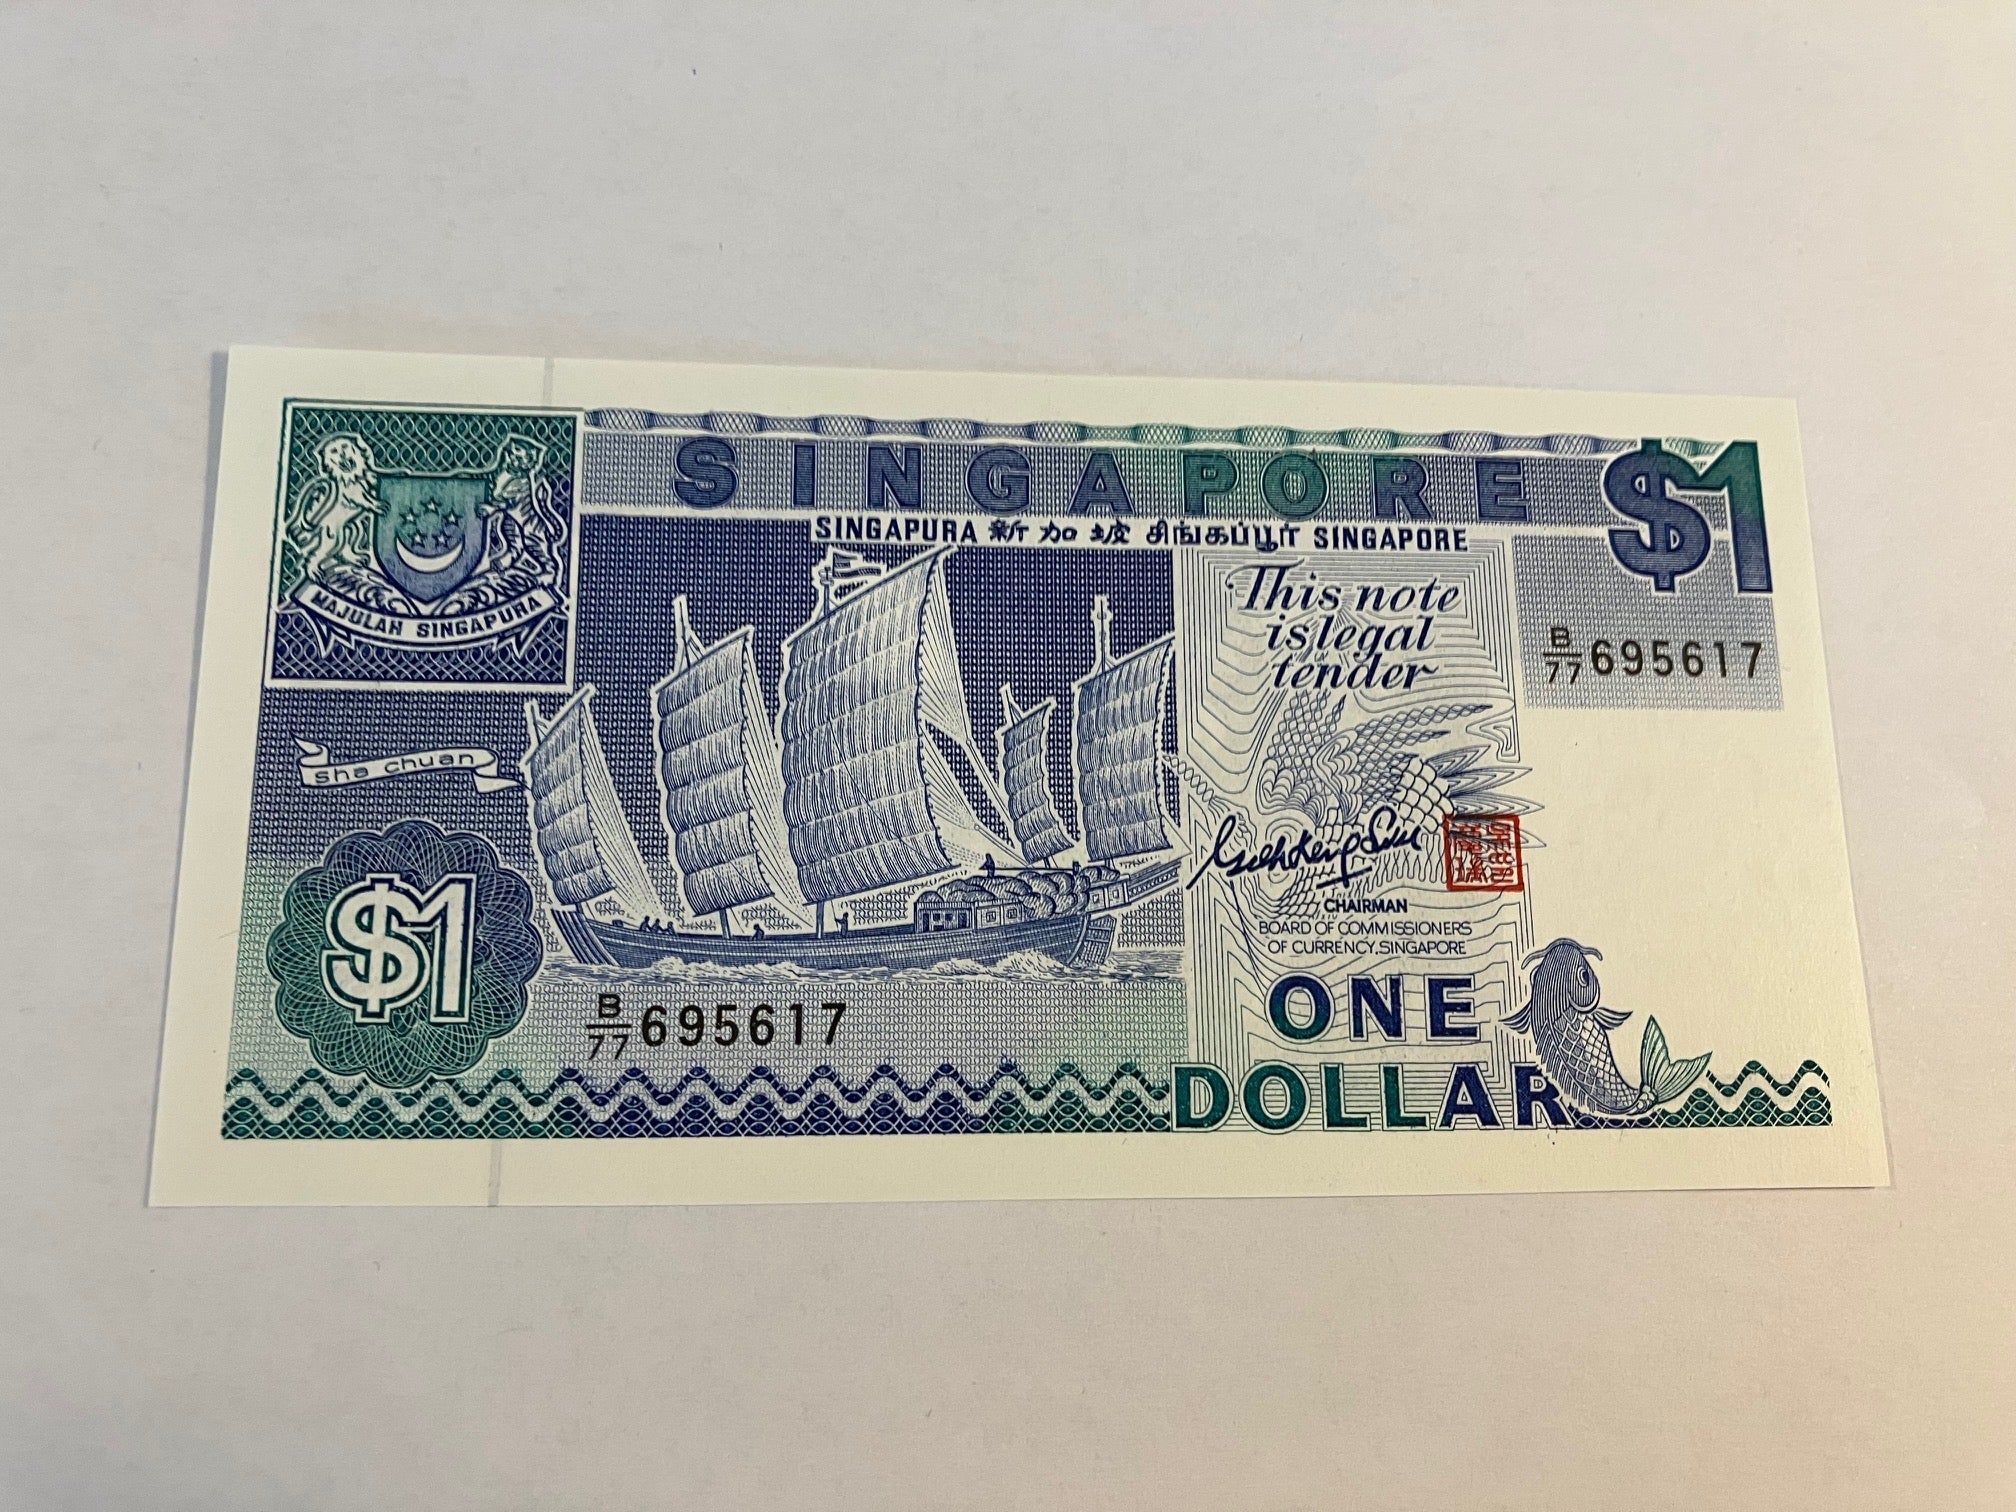 SINGAPORE
$1
SINGAPURA 新加坡 சிங்கப்பூர் SINGAPORE
MAJULAH SINGAPURA
This note
is legal
tender
B/77 695617
sha chuan
$1
CHAIRMAN
BOARD OF COMMISSIONERS
OF CURRENCY, SINGAPORE
B/77 695617
ONE
DOLLAR